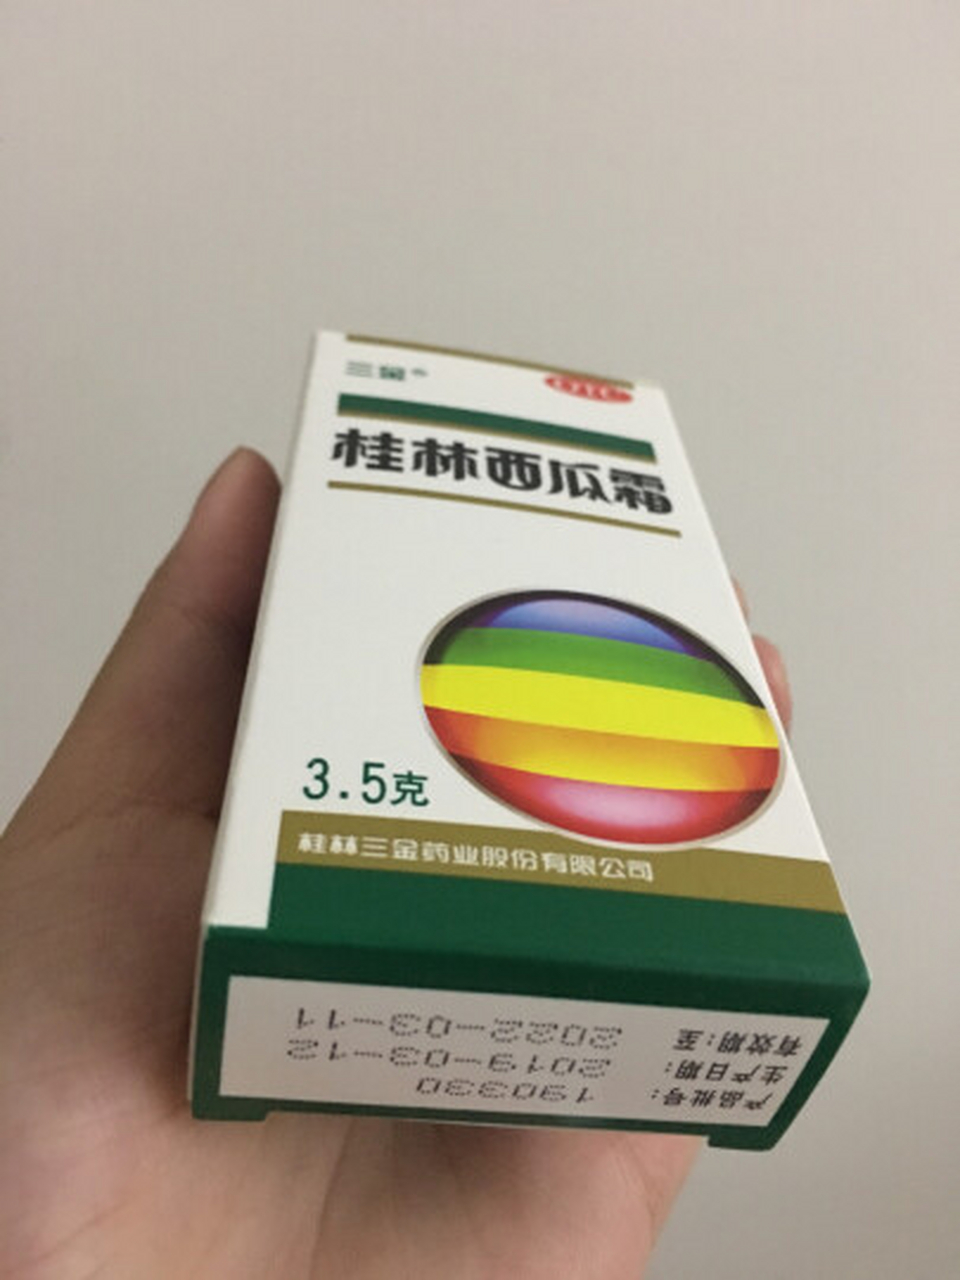 三金®
OTC
桂林西瓜霜
3.5克
桂林三金药业股份有限公司
产品批号: 190330
生产日期: 2019-03-12
有效期:至 2022-03-11